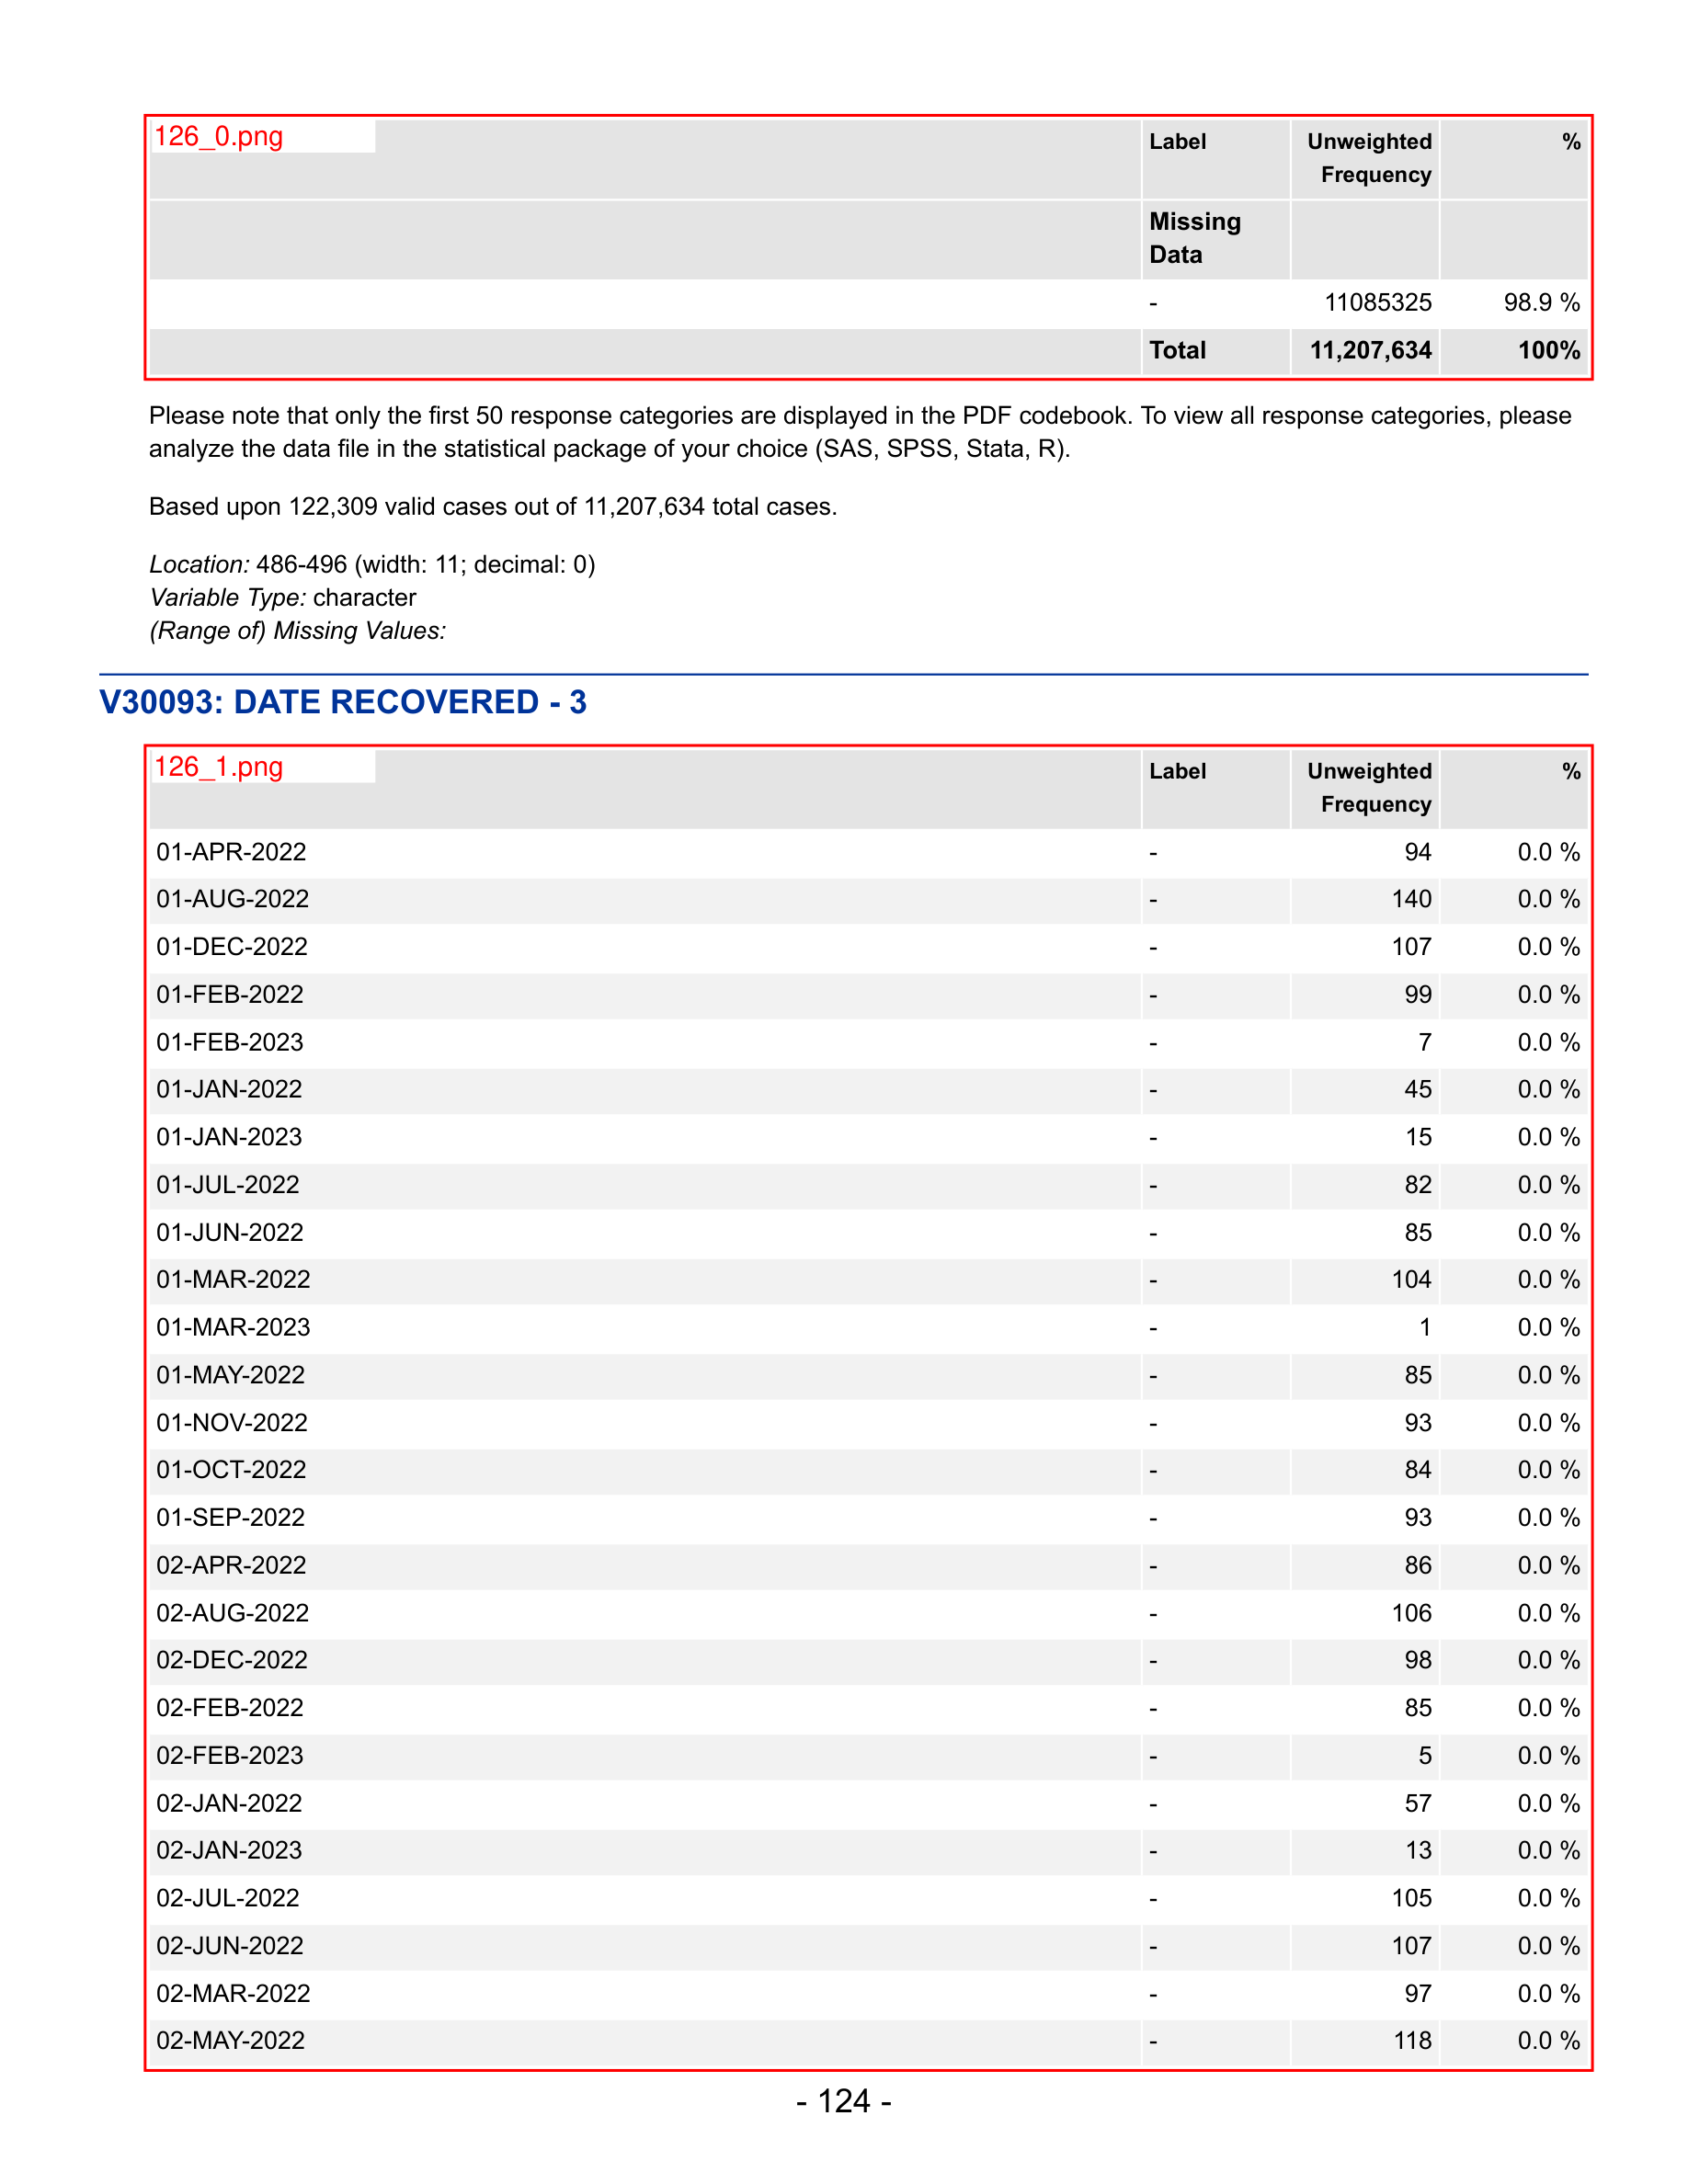 126_0.png
Label Unweighted Frequency %
Missing Data
- 11085325 98.9 %
Total 11,207,634 100%
Please note that only the first 50 response categories are displayed in the PDF codebook. To view all response categories, please
analyze the data file in the statistical package of your choice (SAS, SPSS, Stata, R).
Based upon 122,309 valid cases out of 11,207,634 total cases.
Location: 486-496 (width: 11; decimal: 0)
Variable Type: character
(Range of) Missing Values:
V30093: DATE RECOVERED - 3
126_1.png
Label Unweighted Frequency %
01-APR-2022 - 94 0.0 %
01-AUG-2022 - 140 0.0 %
01-DEC-2022 - 107 0.0 %
01-FEB-2022 - 99 0.0 %
01-FEB-2023 - 7 0.0 %
01-JAN-2022 - 45 0.0 %
01-JAN-2023 - 15 0.0 %
01-JUL-2022 - 82 0.0 %
01-JUN-2022 - 85 0.0 %
01-MAR-2022 - 104 0.0 %
01-MAR-2023 - 1 0.0 %
01-MAY-2022 - 85 0.0 %
01-NOV-2022 - 93 0.0 %
01-OCT-2022 - 84 0.0 %
01-SEP-2022 - 93 0.0 %
02-APR-2022 - 86 0.0 %
02-AUG-2022 - 106 0.0 %
02-DEC-2022 - 98 0.0 %
02-FEB-2022 - 85 0.0 %
02-FEB-2023 - 5 0.0 %
02-JAN-2022 - 57 0.0 %
02-JAN-2023 - 13 0.0 %
02-JUL-2022 - 105 0.0 %
02-JUN-2022 - 107 0.0 %
02-MAR-2022 - 97 0.0 %
02-MAY-2022 - 118 0.0 %
- 124 -